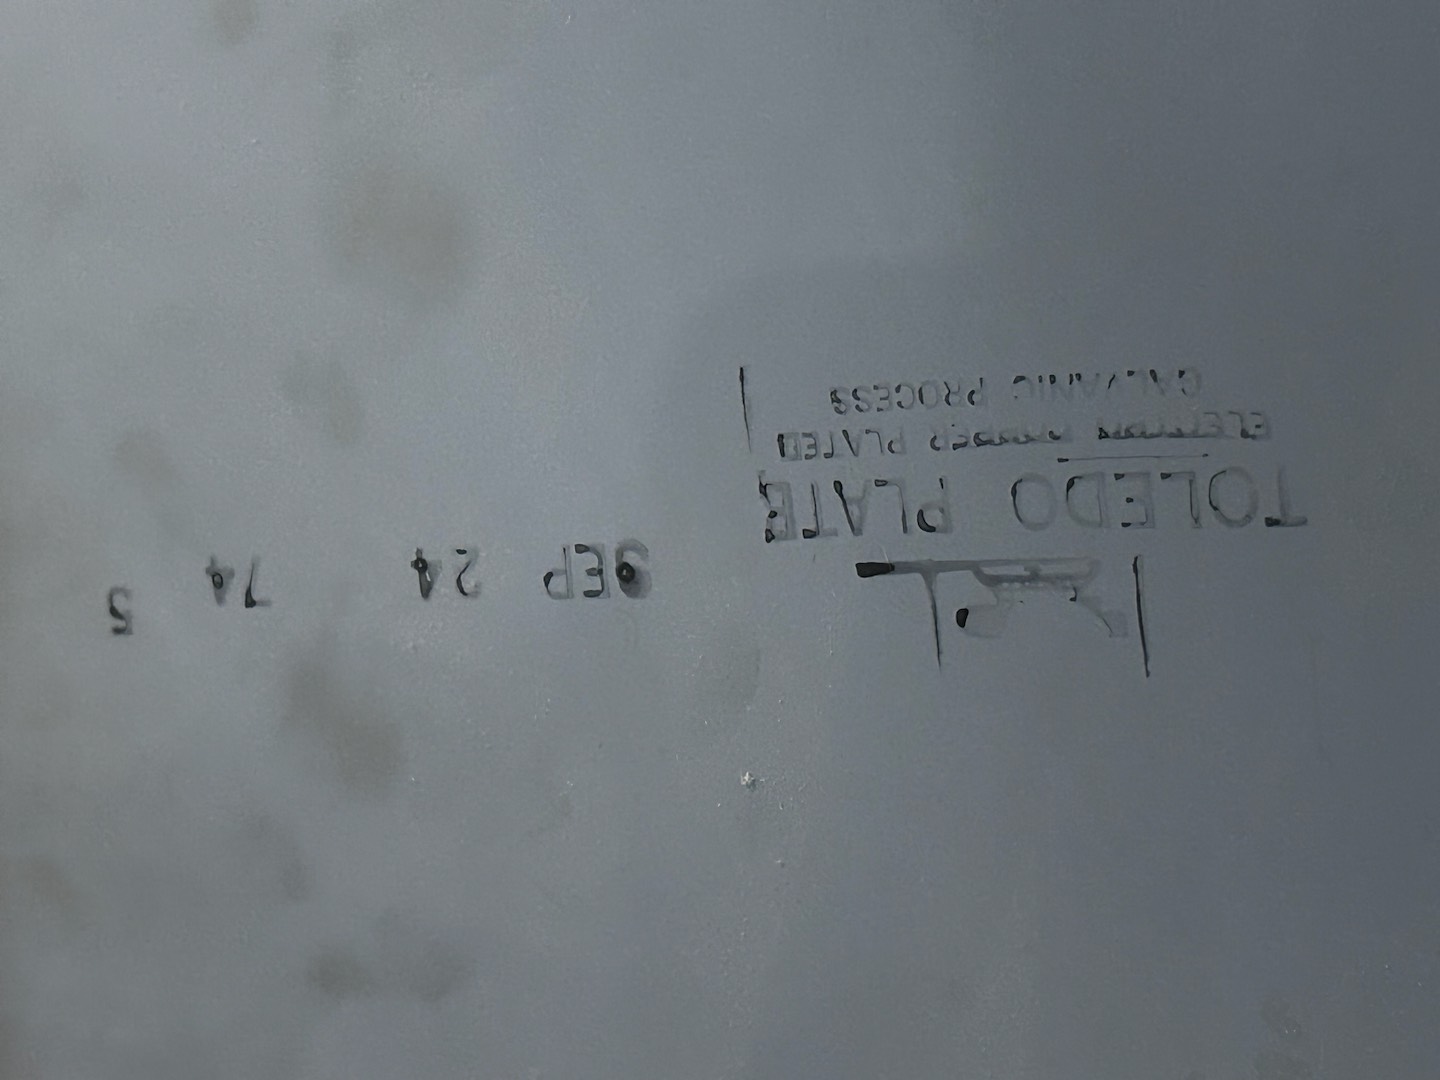 SEP 24 74 5
TOLEDO PLATE
PLATED
GALVANIC PROCESS